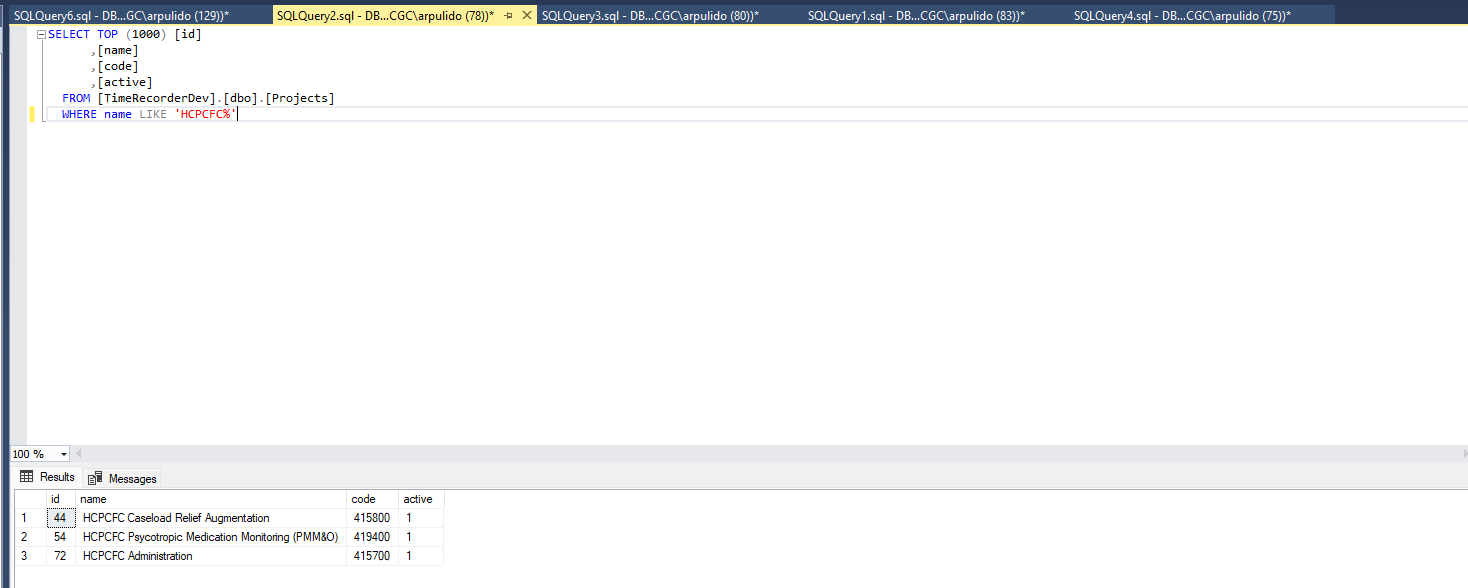 SQLQuery6.sql - DB...GC\arpulido (129))* SQLQuery2.sql - DB...CGC\arpulido (78))* SQLQuery3.sql - DB...CGC\arpulido (80))* SQLQuery1.sql - DB...CGC\arpulido (83))* SQLQuery4.sql - DB...CGC\arpulido (75))*
SELECT TOP (1000) [id]
,[name]
,[code]
,[active]
FROM [TimeRecorderDev].[dbo].[Projects]
WHERE name LIKE 'HCPCFC%'
100 %
Results Messages
id name code active
1 44 HCPCFC Caseload Relief Augmentation 415800 1
2 54 HCPCFC Psycotropic Medication Monitoring (PMM&O) 419400 1
3 72 HCPCFC Administration 415700 1